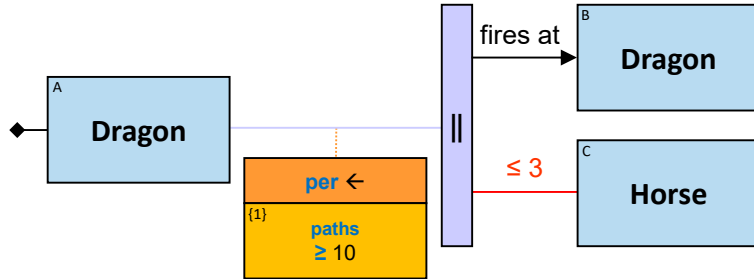 A
Dragon
per ←
{1}
paths
≥ 10
||
fires at
B
Dragon
≤ 3
C
Horse